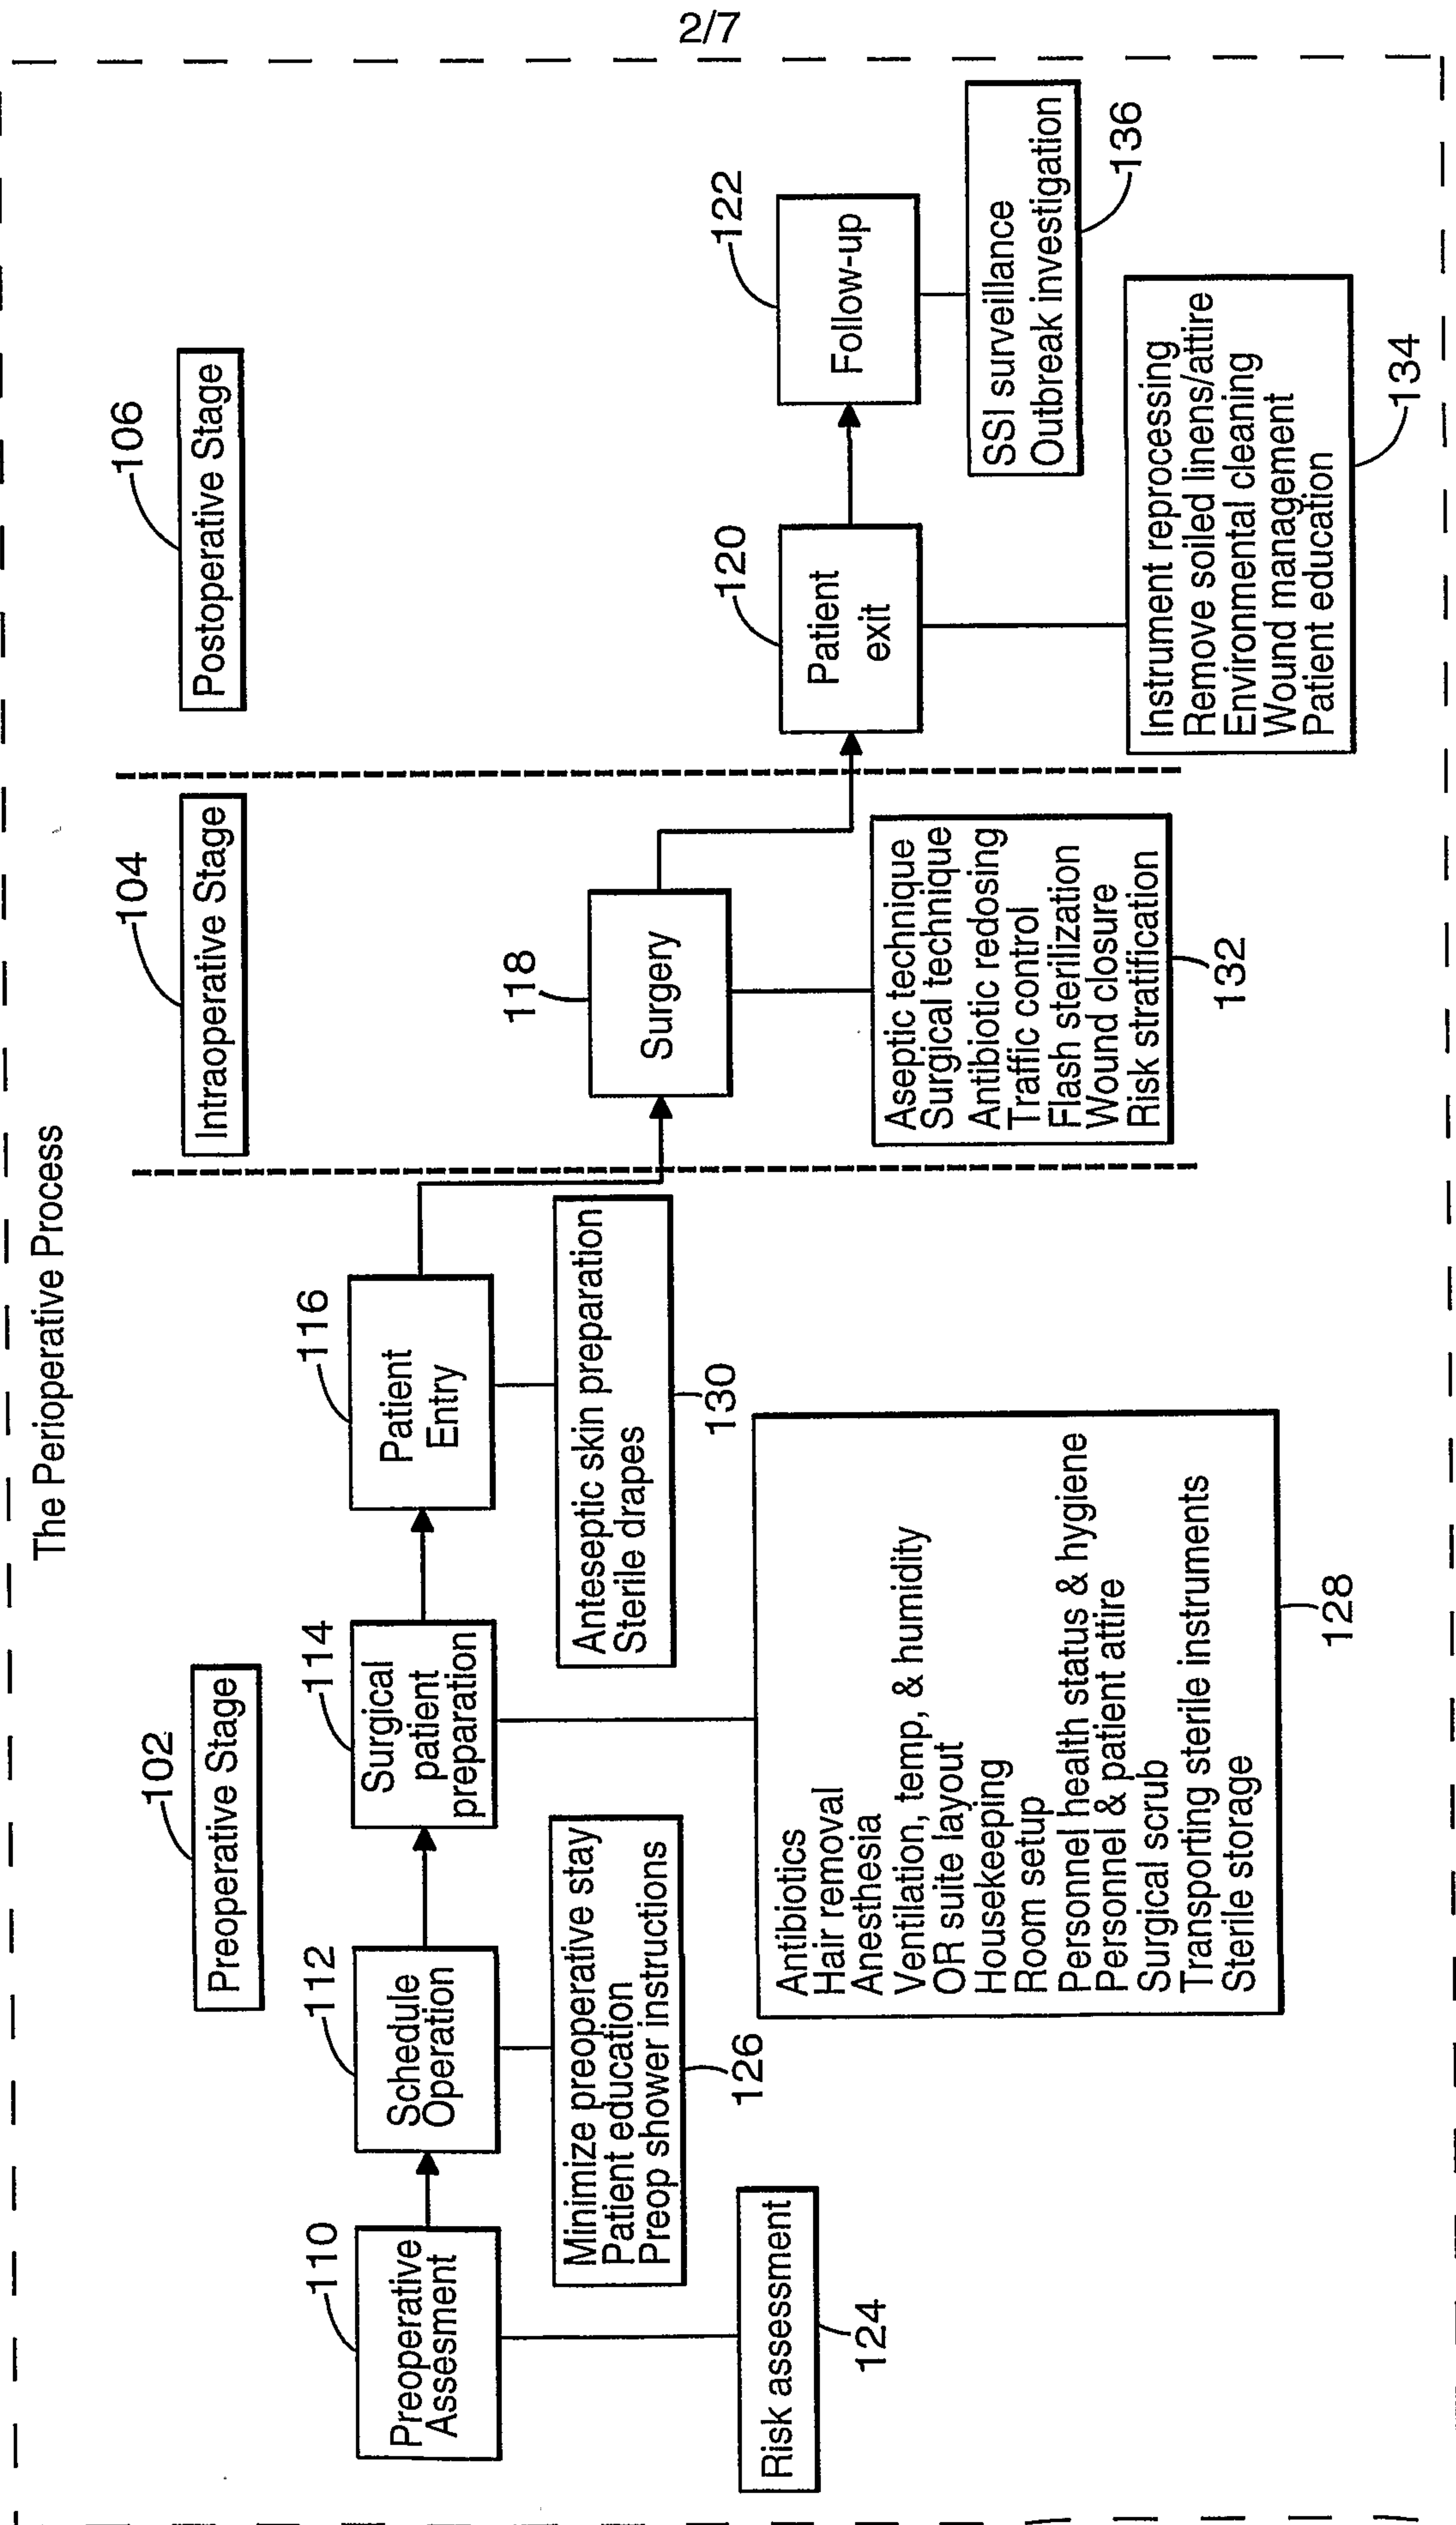 2/7
The Perioperative Process
102
Preoperative Stage
104
Intraoperative Stage
106
Postoperative Stage
110
Preoperative
Assesment
112
Schedule
Operation
114
Surgical
patient
preparation
116
Patient
Entry
118
Surgery
120
Patient
exit
122
Follow-up
Risk assessment
124
Minimize preoperative stay
Patient education
Preop shower instructions
126
Antibiotics
Hair removal
Anesthesia
Ventilation, temp, & humidity
OR suite layout
Housekeeping
Room setup
Personnel health status & hygiene
Personnel & patient attire
Surgical scrub
Transporting sterile instruments
Sterile storage
128
Anteseptic skin preparation
Sterile drapes
130
Aseptic technique
Surgical technique
Antibiotic redosing
Traffic control
Flash sterilization
Wound closure
Risk stratification
132
Instrument reprocessing
Remove soiled linens/attire
Environmental cleaning
Wound management
Patient education
134
SSI surveillance
Outbreak investigation
136